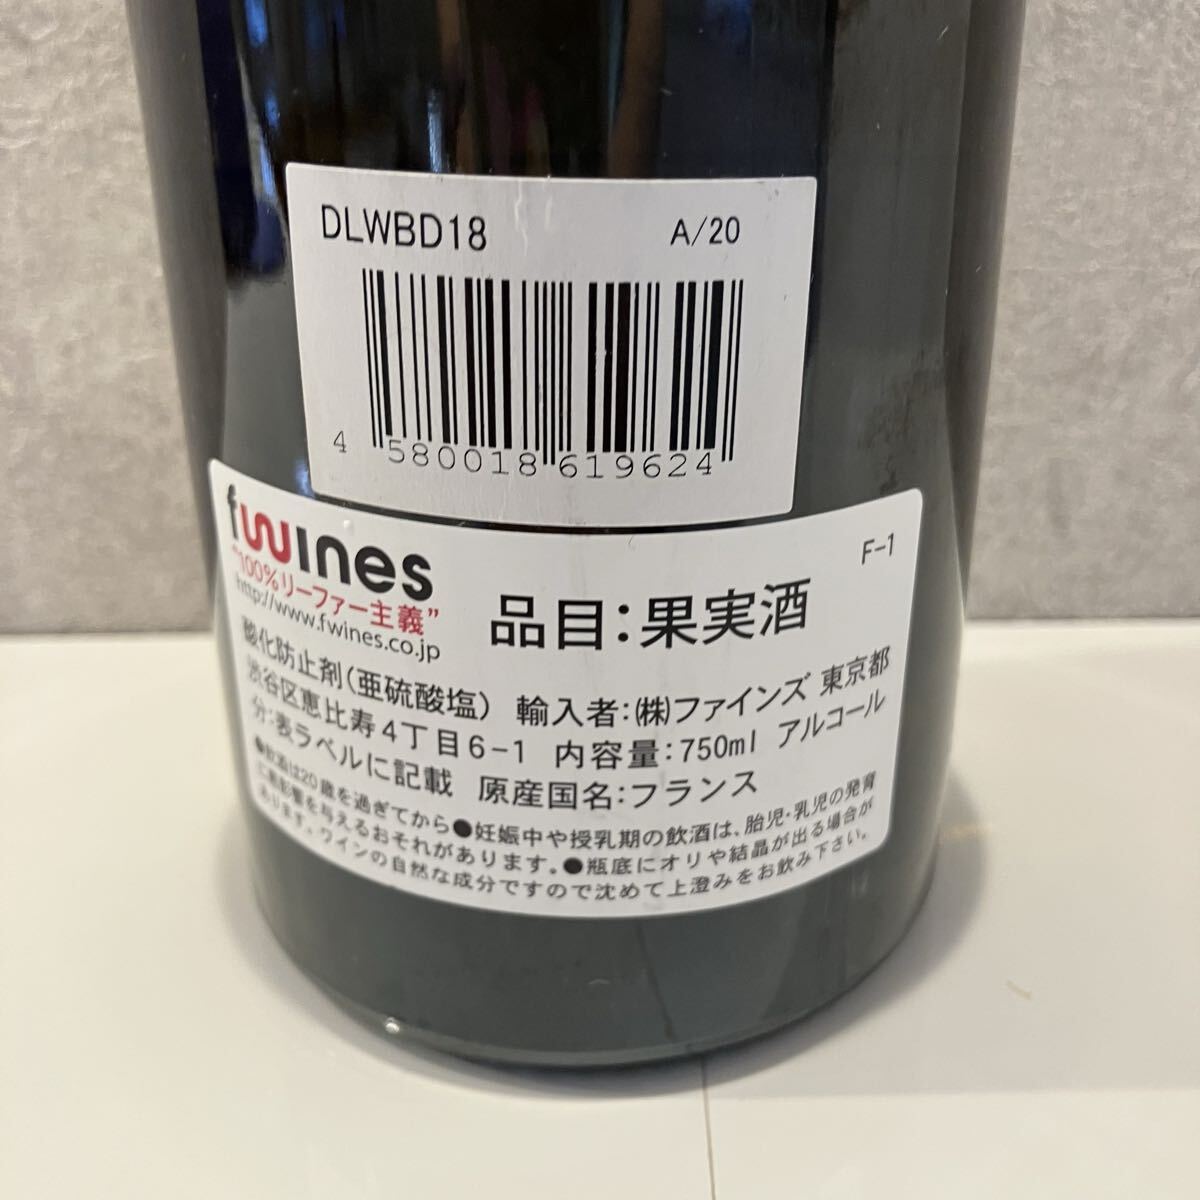 DLWBD18 A/20
4 580018 619624
fwines
F-1
"100%リーファー主義"
http://www.fwines.co.jp
品目:果実酒
酸化防止剤(亜硫酸塩) 輸入者:(株)ファインズ 東京都
渋谷区恵比寿4丁目6-1 内容量:750ml アルコール
分:表ラベルに記載 原産国名:フランス
●飲酒は20歳を過ぎてから●妊娠中や授乳期の飲酒は、胎児・乳児の発育
に悪影響を与えるおそれがあります。●瓶底にオリや結晶が出る場合が
あります。ワインの自然な成分ですので沈めて上澄みをお飲み下さい。